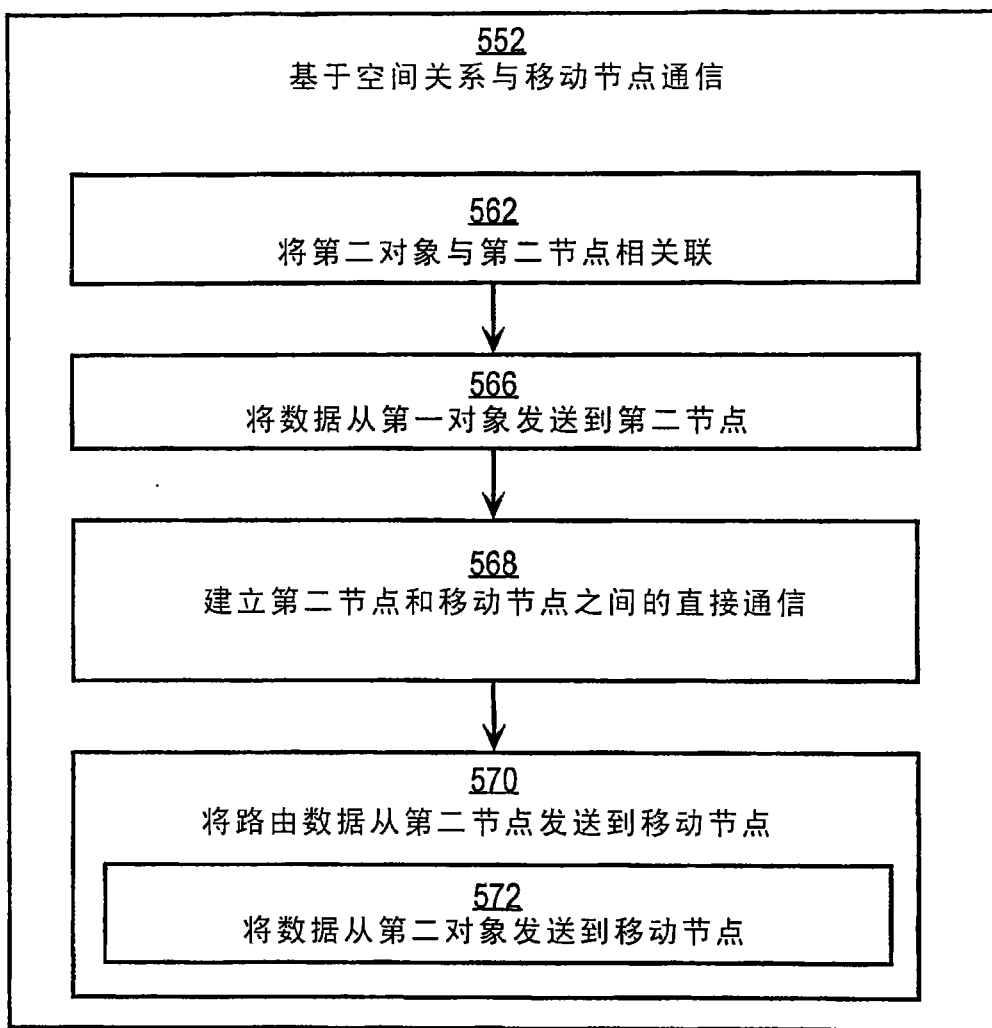 552
基于空间关系与移动节点通信
562
将第二对象与第二节点相关联
566
将数据从第一对象发送到第二节点
568
建立第二节点和移动节点之间的直接通信
570
将路由数据从第二节点发送到移动节点
572
将数据从第二对象发送到移动节点